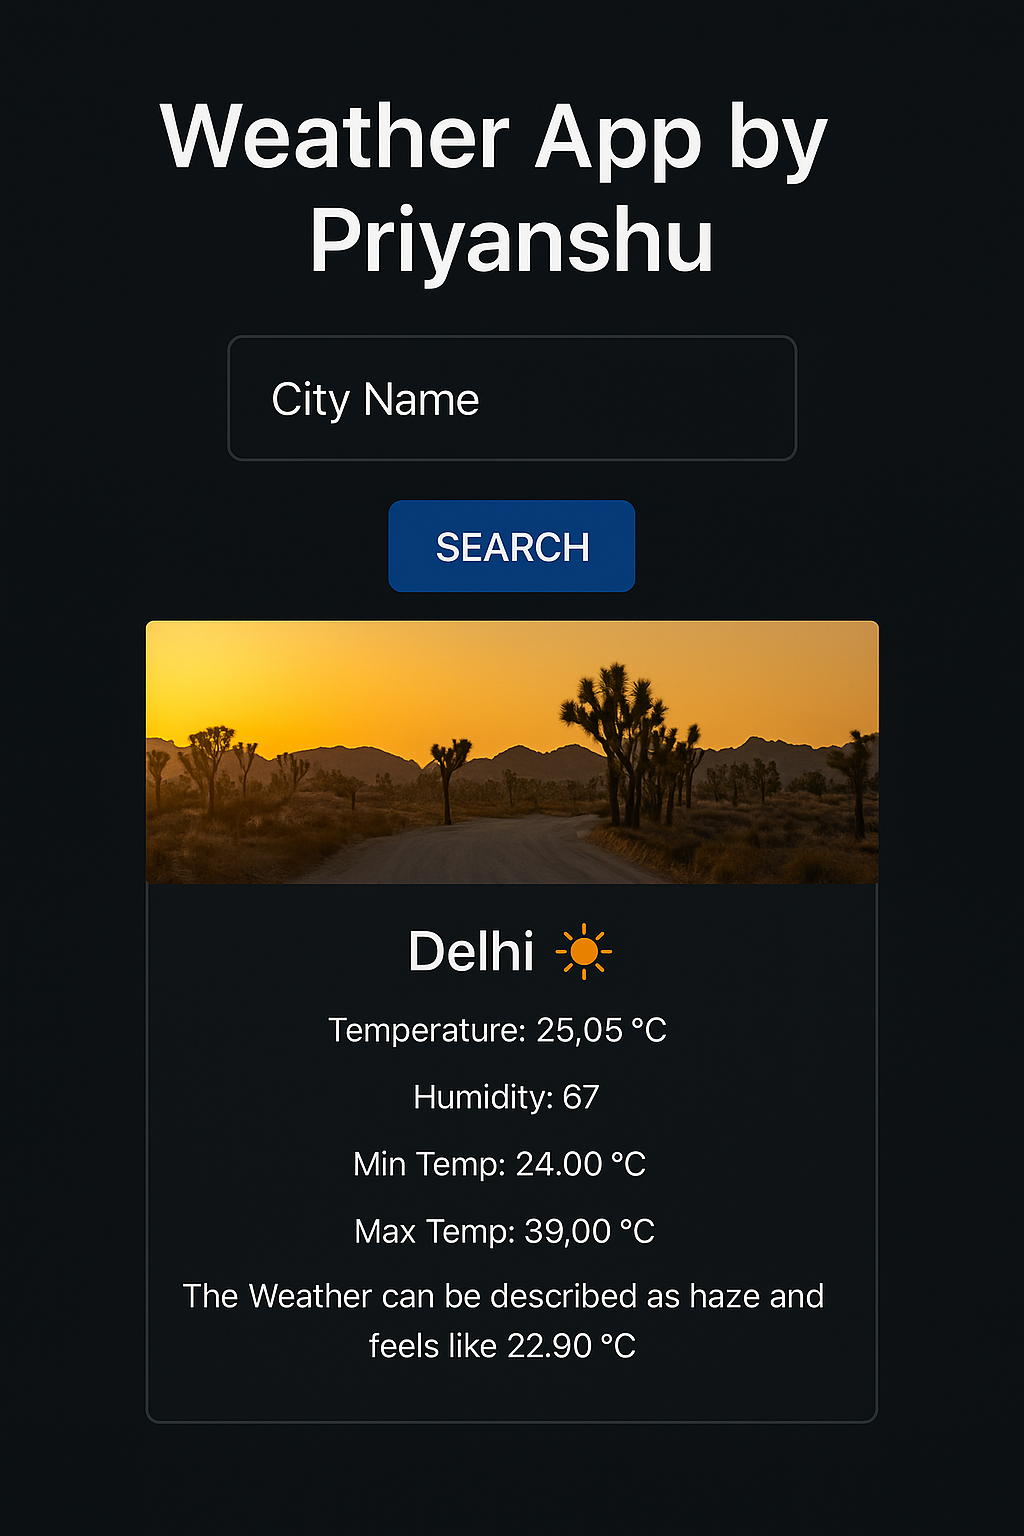 Weather App by
Priyanshu
City Name
SEARCH
Delhi
Temperature: 25,05 °C
Humidity: 67
Min Temp: 24.00 °C
Max Temp: 39,00 °C
The Weather can be described as haze and
feels like 22.90 °C